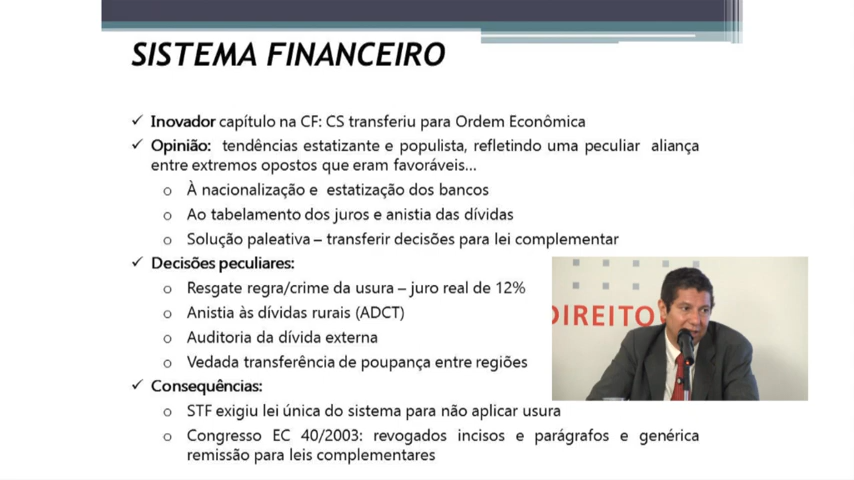 SISTEMA FINANCEIRO
✓ Inovador capítulo na CF: CS transferiu para Ordem Econômica
✓ Opinião: tendências estatizante e populista, refletindo uma peculiar aliança
entre extremos opostos que eram favoráveis...
o À nacionalização e estatização dos bancos
o Ao tabelamento dos juros e anistia das dívidas
o Solução paleativa – transferir decisões para lei complementar
✓ Decisões peculiares:
o Resgate regra/crime da usura – juro real de 12%
o Anistia às dívidas rurais (ADCT)
o Auditoria da dívida externa
o Vedada transferência de poupança entre regiões
DIREITO
✓ Consequências:
o STF exigiu lei única do sistema para não aplicar usura
o Congresso EC 40/2003: revogados incisos e parágrafos e genérica
remissão para leis complementares